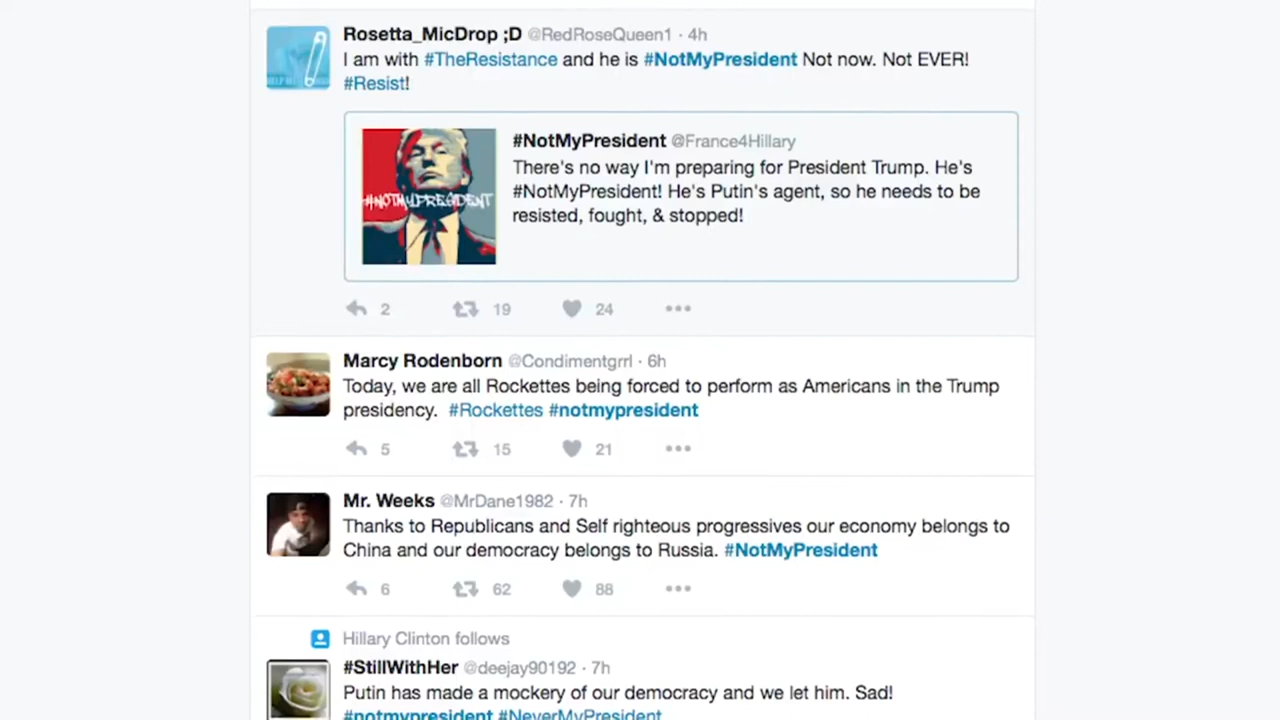 Rosetta_MicDrop ;D @RedRoseQueen1 · 4h
I am with #TheResistance and he is #NotMyPresident Not now. Not EVER!
#Resist!
#NotMyPresident @France4Hillary
There's no way I'm preparing for President Trump. He's
#NotMyPresident! He's Putin's agent, so he needs to be
resisted, fought, & stopped!
#NOTMYPRESIDENT
2 19 24
Marcy Rodenborn @Condimentgrrl · 6h
Today, we are all Rockettes being forced to perform as Americans in the Trump
presidency. #Rockettes #notmypresident
5 15 21
Mr. Weeks @MrDane1982 · 7h
Thanks to Republicans and Self righteous progressives our economy belongs to
China and our democracy belongs to Russia. #NotMyPresident
6 62 88
Hillary Clinton follows
#StillWithHer @deejay90192 · 7h
Putin has made a mockery of our democracy and we let him. Sad!
#notmypresident #NeverMyPresident